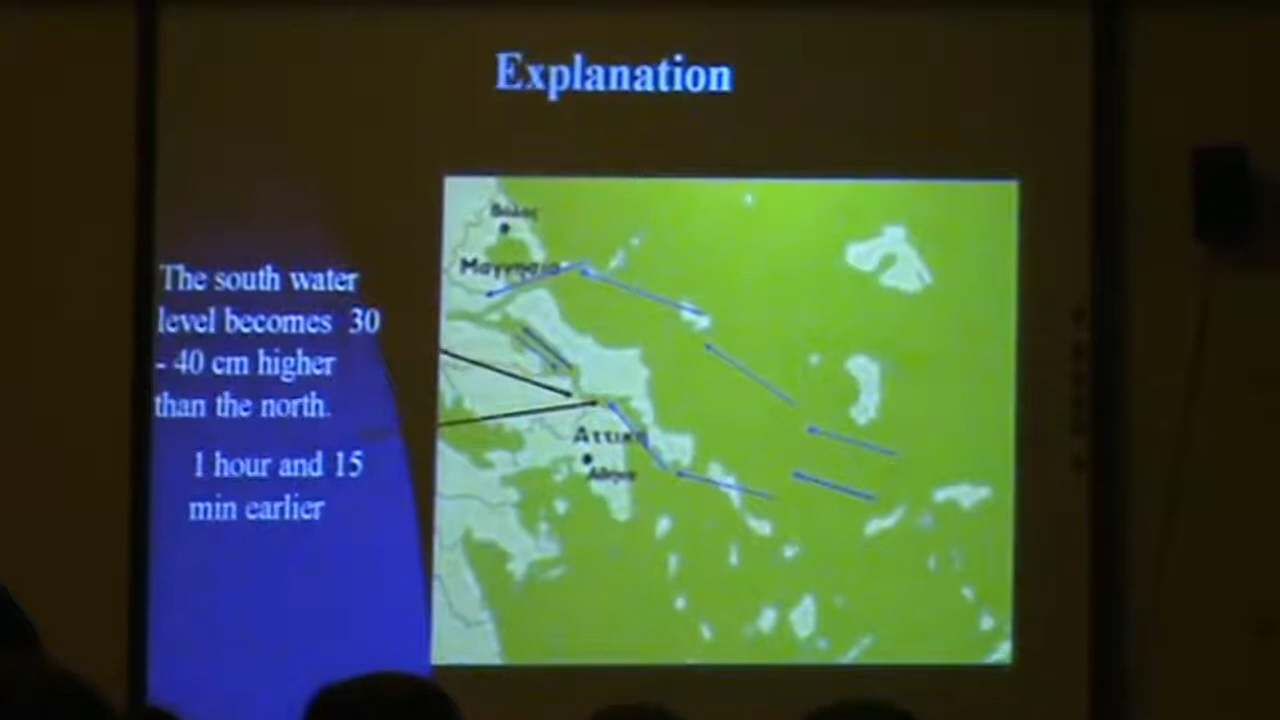 Explanation
The south water
level becomes 30
- 40 cm higher
than the north.
1 hour and 15
min earlier
Βόλος
Μαγνησία
Αττική
Αθήνα